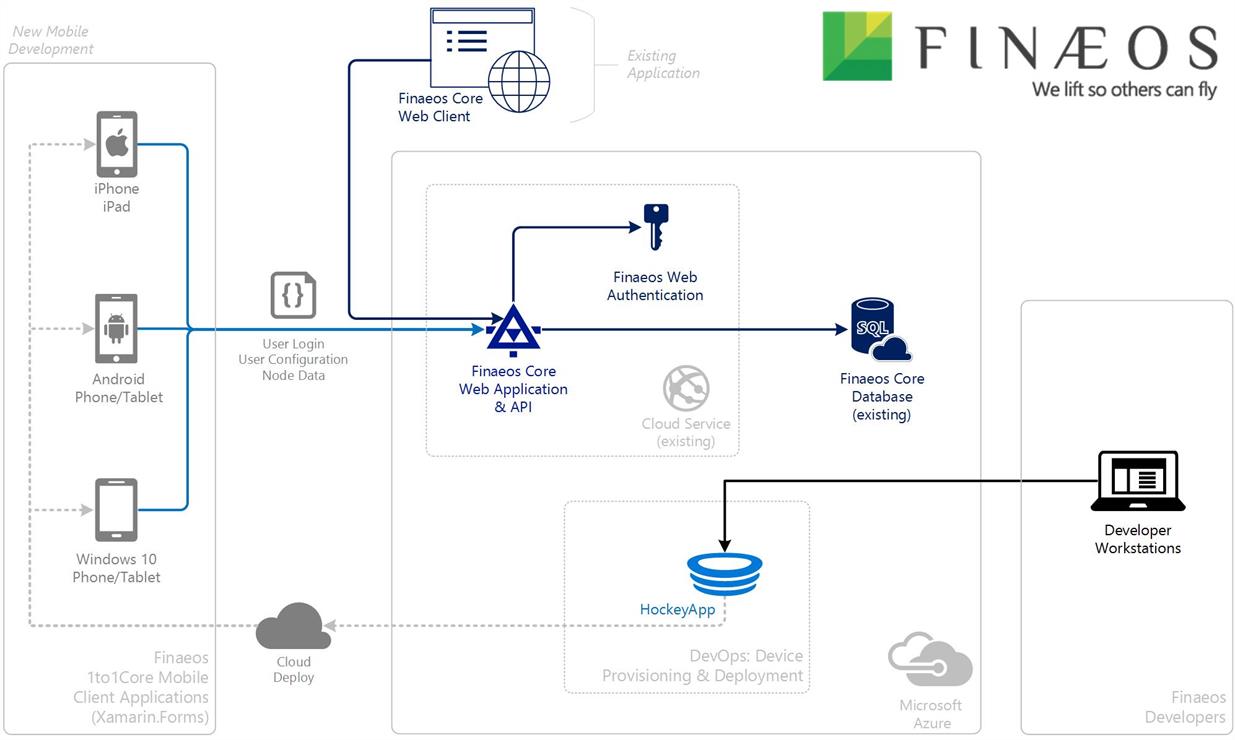 New Mobile
Development
Finaeos Core
Web Client
Existing
Application
FINÆOS
We lift so others can fly
iPhone
iPad
Android
Phone/Tablet
Windows 10
Phone/Tablet
Finaeos
1to1Core Mobile
Client Applications
(Xamarin.Forms)
{}
User Login
User Configuration
Node Data
Cloud
Deploy
Finaeos Web
Authentication
Finaeos Core
Web Application
& API
Cloud Service
(existing)
SQL
Finaeos Core
Database
(existing)
HockeyApp
DevOps: Device
Provisioning & Deployment
Microsoft
Azure
Developer
Workstations
Finaeos
Developers